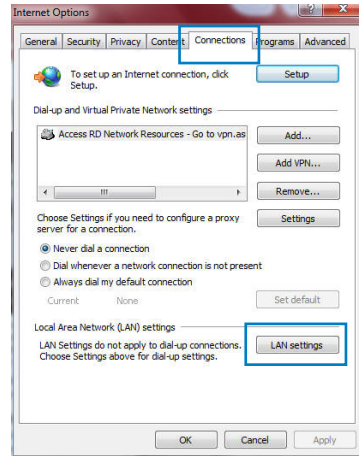 Internet Options
General Security Privacy Content Connections Programs Advanced
To set up an Internet connection, click
Setup.
Setup
Dial-up and Virtual Private Network settings
Access RD Network Resources - Go to vpn.as
Add...
Add VPN...
Remove...
Choose Settings if you need to configure a proxy
server for a connection.
Settings
Never dial a connection
Dial whenever a network connection is not present
Always dial my default connection
Current None
Set default
Local Area Network (LAN) settings
LAN Settings do not apply to dial-up connections.
Choose Settings above for dial-up settings.
LAN settings
OK Cancel Apply